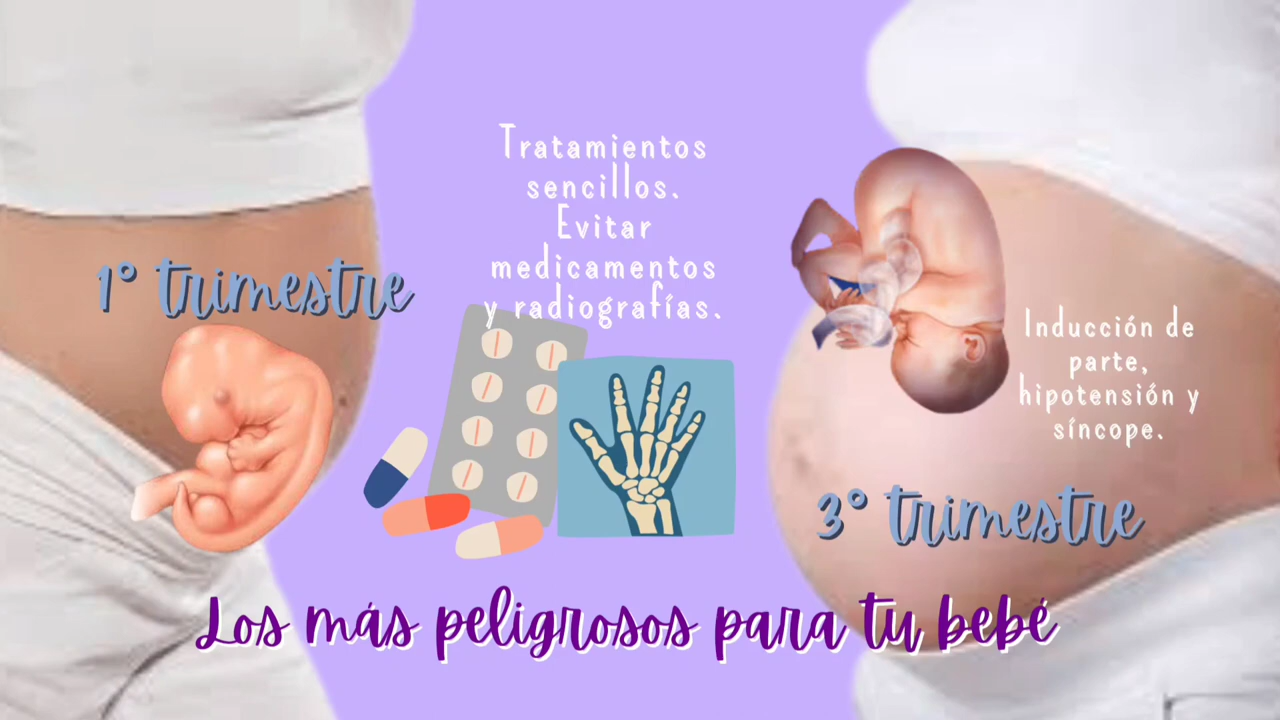 1° trimestre
Tratamientos
sencillos.
Evitar
medicamentos
y radiografías.
Inducción de
parte,
hipotensión y
síncope.
3° trimestre
Los más peligrosos para tu bebé